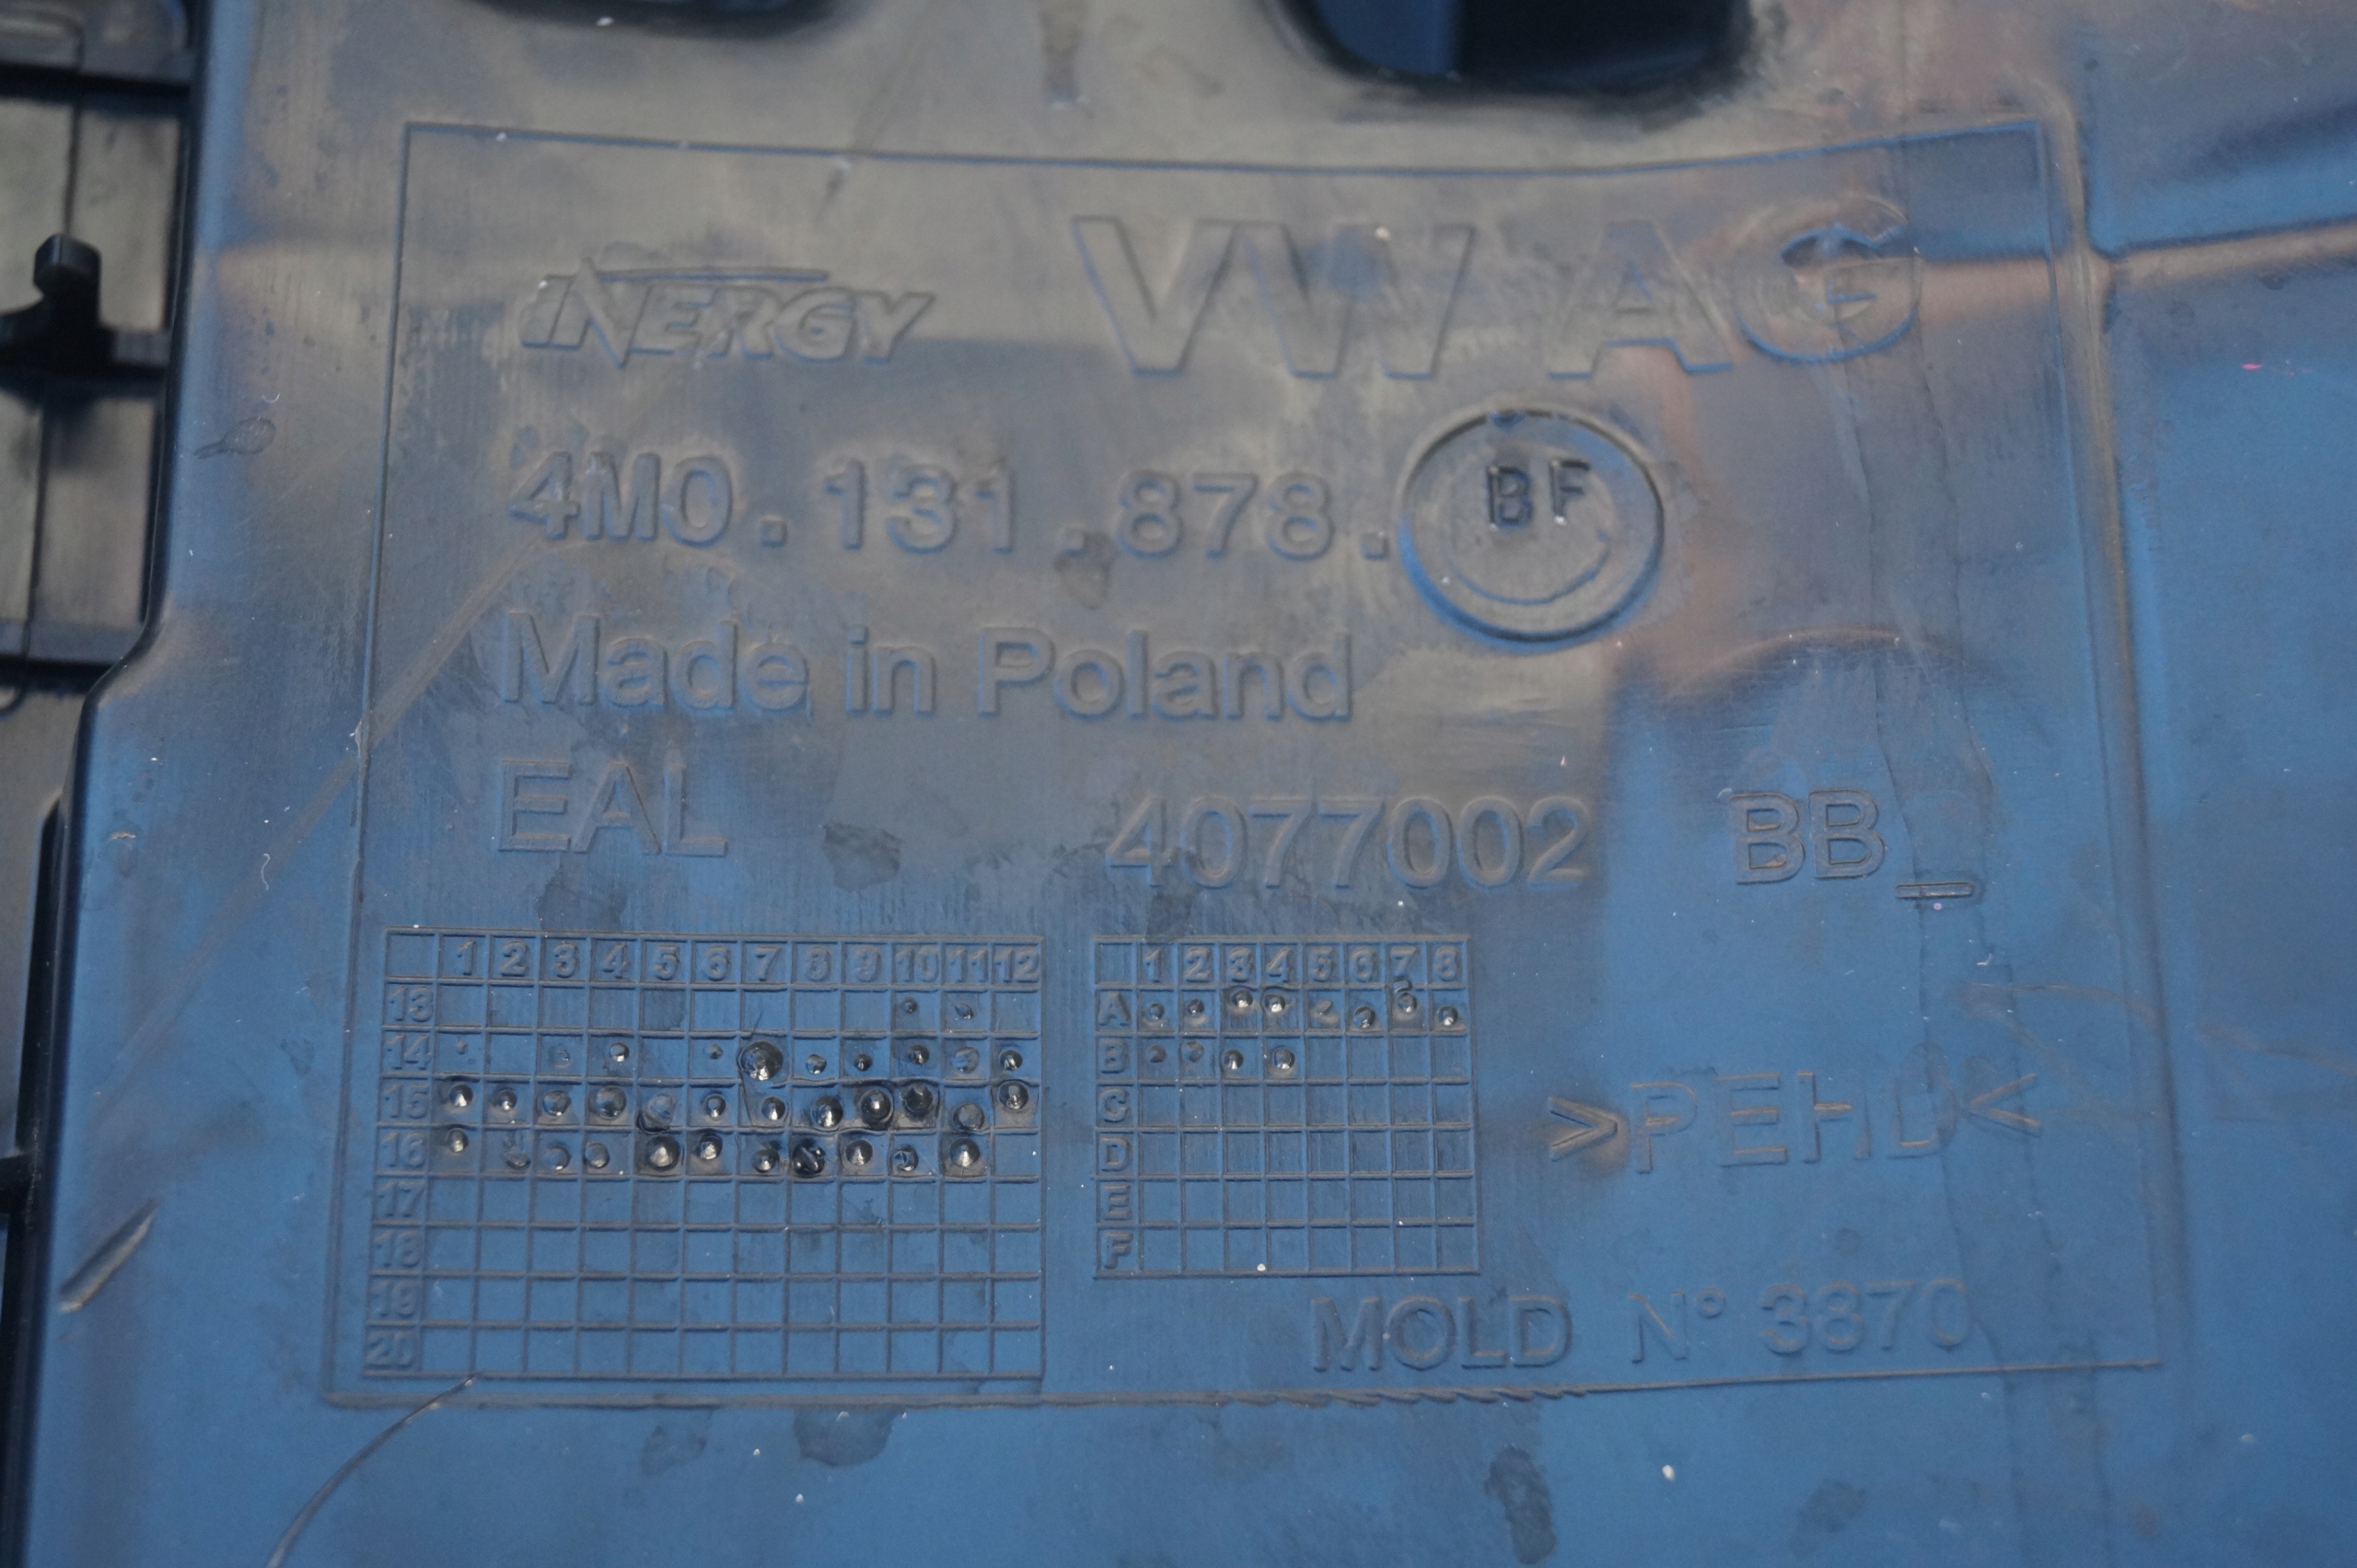 INERGY VW AG
4M0.131.878. BF
Made in Poland
EAL 4077002 BB_
1 2 3 4 5 6 7 8 9 10 11 12
13
14
15
16
17
18
19
20
1 2 3 4 5 6 7 8
A
B
C
D
E
F
>PEHD<
MOLD N° 3870